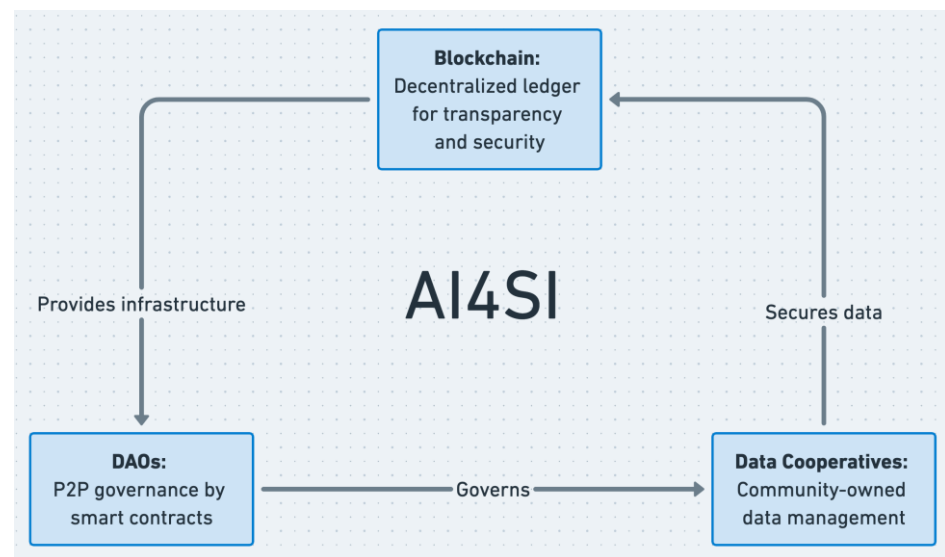 Blockchain:
Decentralized ledger
for transparency
and security
AI4SI
Provides infrastructure
Secures data
DAOs:
P2P governance by
smart contracts
Governs
Data Cooperatives:
Community-owned
data management